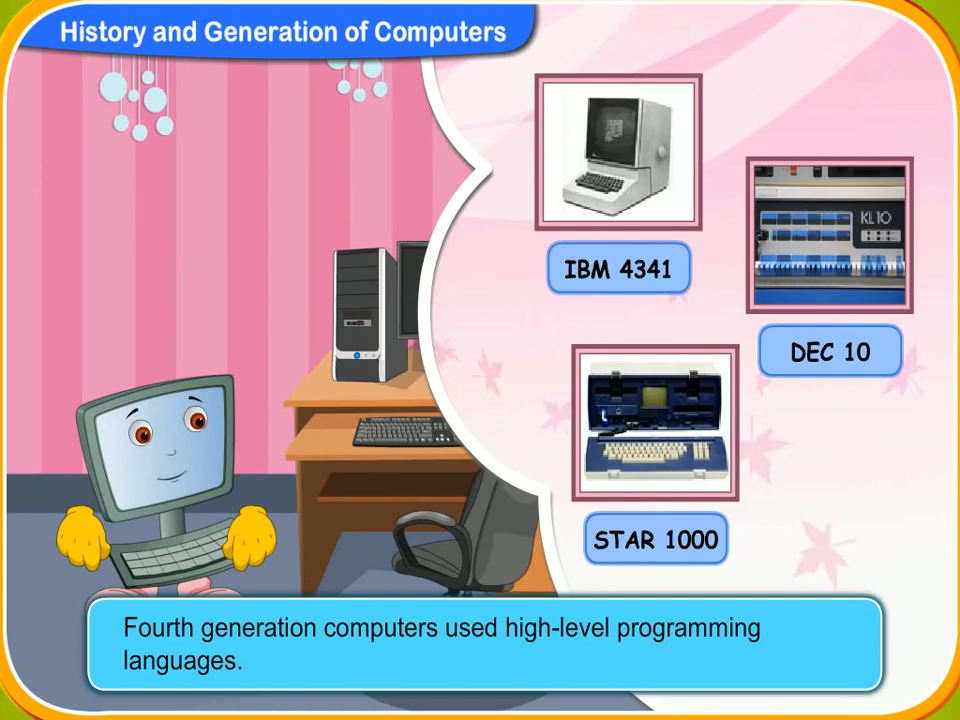 History and Generation of Computers
IBM 4341
KL10
DEC 10
STAR 1000
Fourth generation computers used high-level programming
languages.